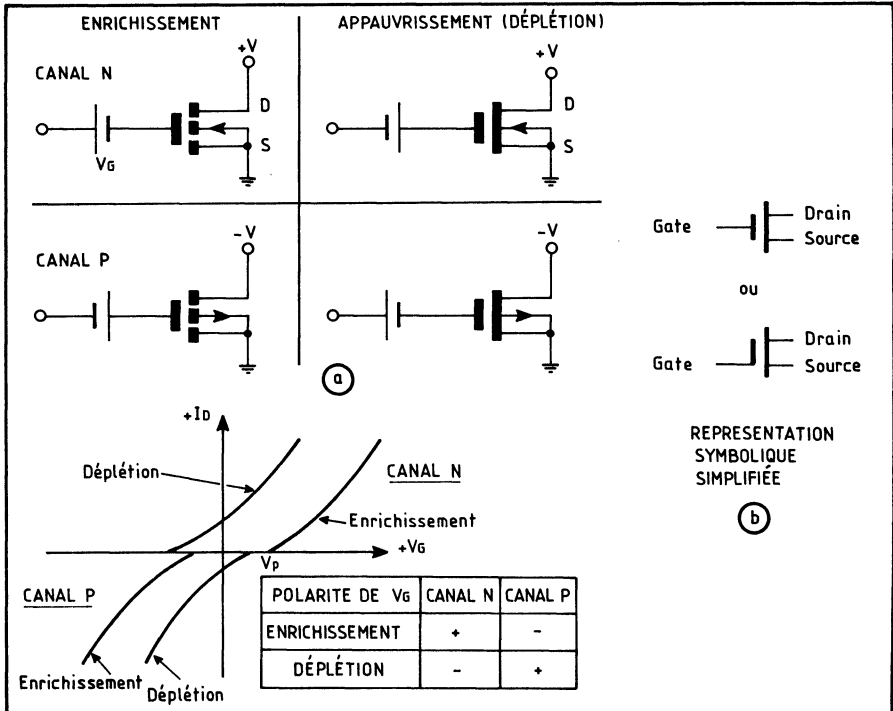 ENRICHISSEMENT
APPAUVRISSEMENT (DÉPLÉTION)
CANAL N
+V
D
S
VG
+V
D
S
CANAL P
-V
-V
a
Gate
Drain
Source
ou
Gate
Drain
Source
REPRESENTATION
SYMBOLIQUE
SIMPLIFIÉE
b
+ID
Déplétion
CANAL N
Enrichissement
+VG
Vp
CANAL P
Enrichissement
Déplétion
POLARITE DE VG CANAL N CANAL P
ENRICHISSEMENT + -
DÉPLÉTION - +